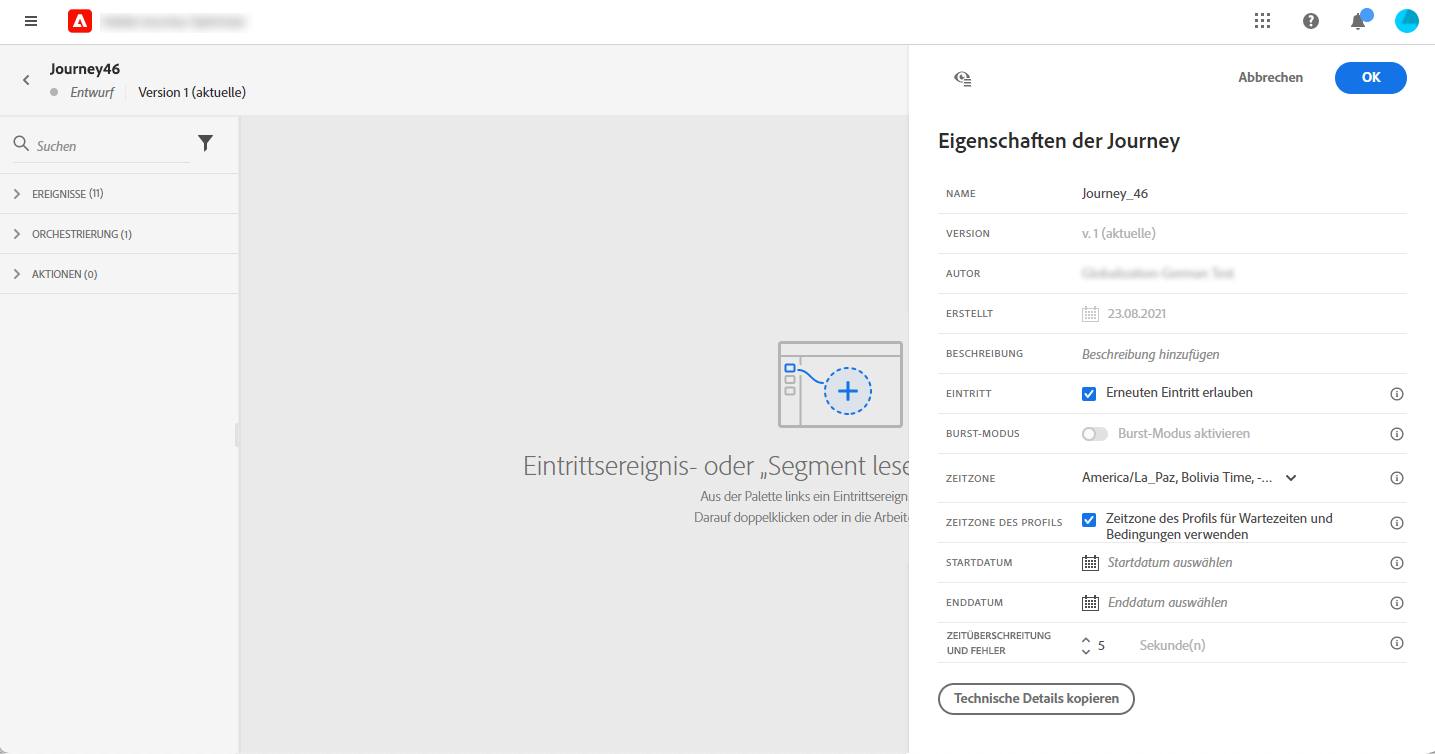 Journey46
Entwurf Version 1 (aktuelle)
Suchen
EREIGNISSE (11)
ORCHESTRIERUNG (1)
AKTIONEN (0)
Eintrittsereignis- oder „Segment lese
Aus der Palette links ein Eintrittsereign
Darauf doppelklicken oder in die Arbeit
Abbrechen OK
Eigenschaften der Journey
NAME Journey_46
VERSION v. 1 (aktuelle)
AUTOR
ERSTELLT 23.08.2021
BESCHREIBUNG Beschreibung hinzufügen
EINTRITT Erneuten Eintritt erlauben
BURST-MODUS Burst-Modus aktivieren
ZEITZONE America/La_Paz, Bolivia Time, -...
ZEITZONE DES PROFILS Zeitzone des Profils für Wartezeiten und
Bedingungen verwenden
STARTDATUM Startdatum auswählen
ENDDATUM Enddatum auswählen
ZEITÜBERSCHREITUNG
UND FEHLER 5 Sekunde(n)
Technische Details kopieren